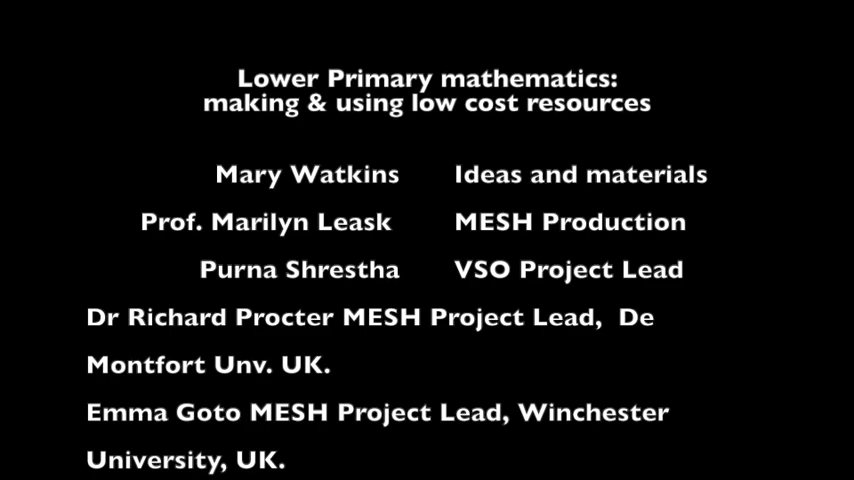 Lower Primary mathematics:
making & using low cost resources
Mary Watkins Ideas and materials
Prof. Marilyn Leask MESH Production
Purna Shrestha VSO Project Lead
Dr Richard Procter MESH Project Lead, De
Montfort Unv. UK.
Emma Goto MESH Project Lead, Winchester
University, UK.